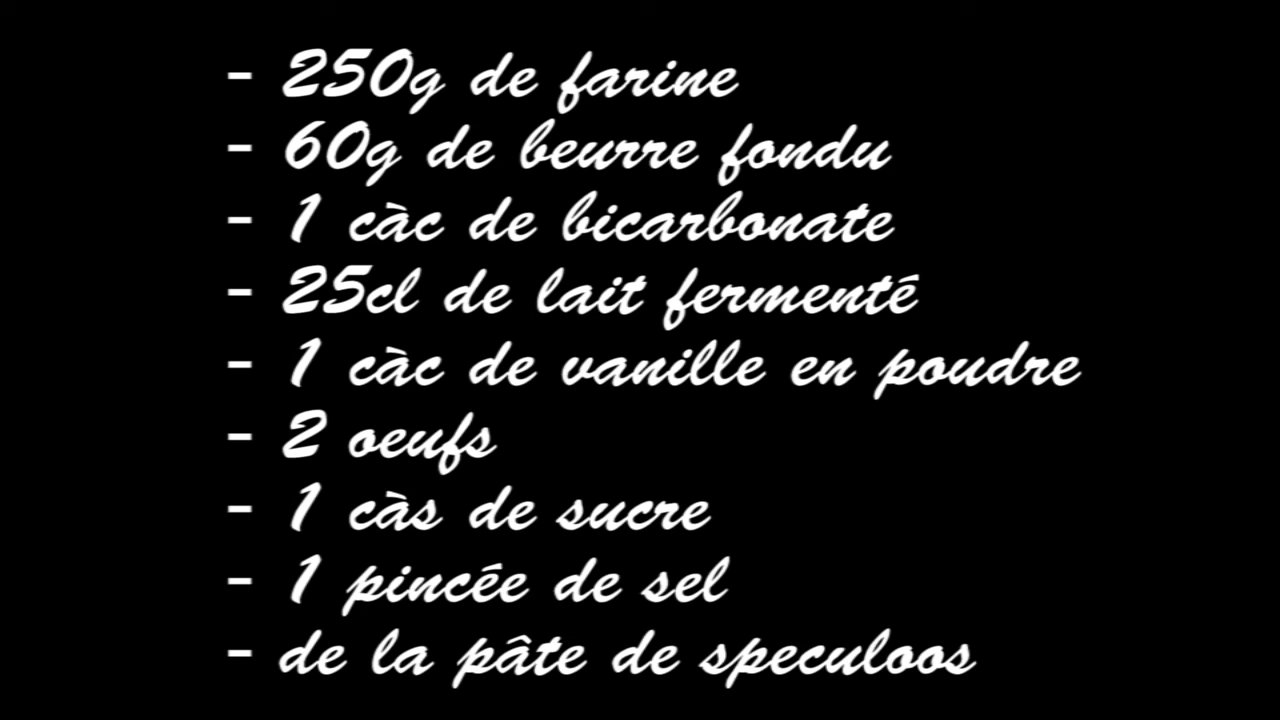 - 250g de farine
- 60g de beurre fondu
- 1 càc de bicarbonate
- 25cl de lait fermenté
- 1 càc de vanille en poudre
- 2 oeufs
- 1 càs de sucre
- 1 pincée de sel
- de la pâte de speculoos